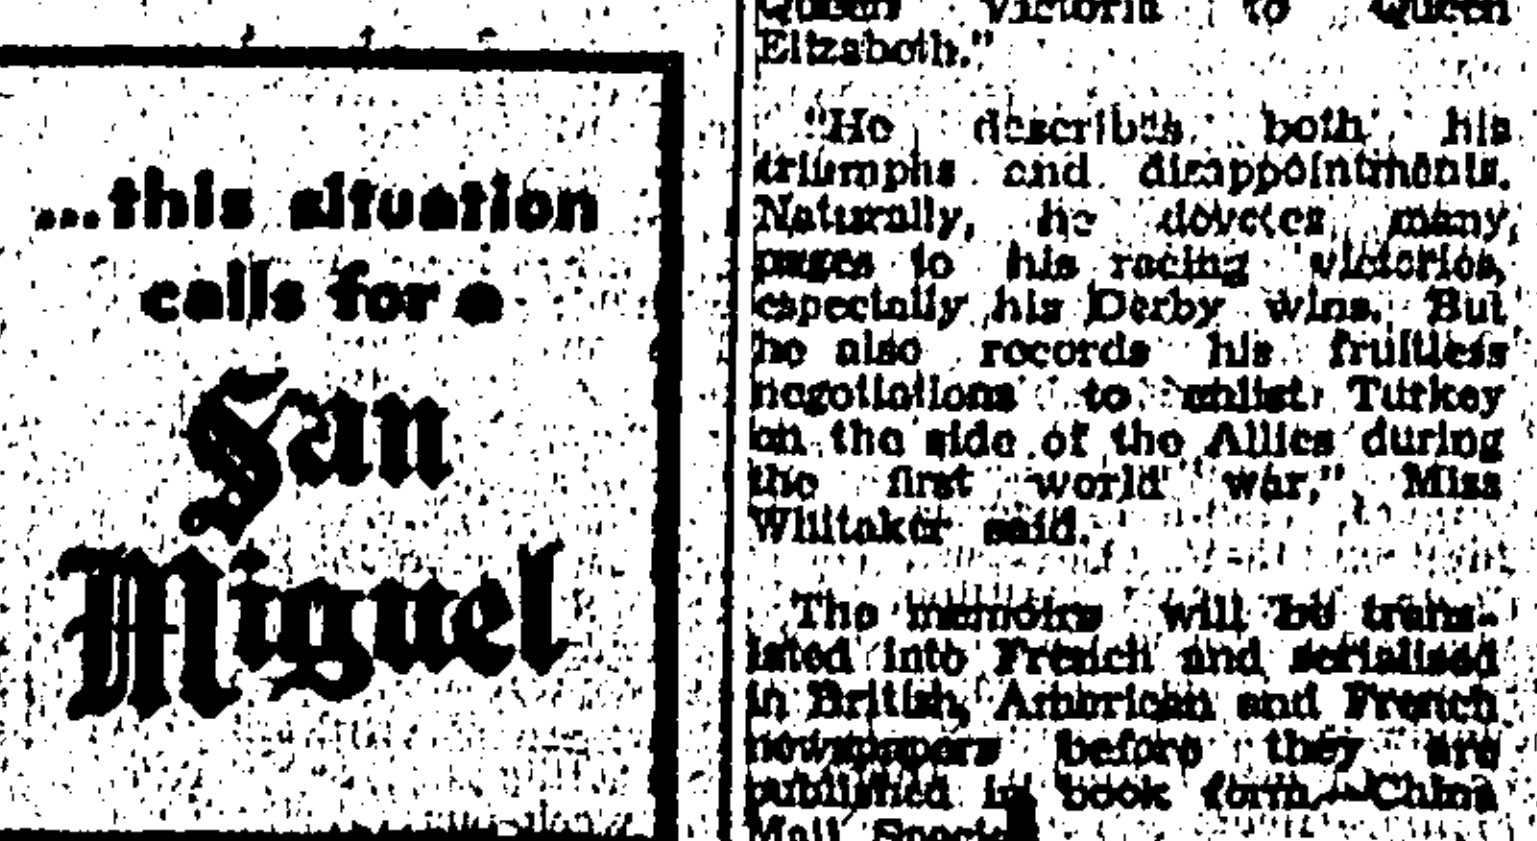 ...this situation
calls for a
San
Miguel
Queen Victoria to Queen
Elizabeth."
"He describes both his
triumphs and disappointments.
Naturally, he devotes many
pages to his racing victories,
especially his Derby wins. But
he also records his fruitless
negotiations to enlist Turkey
on the side of the Allies during
the first world war," Miss
Whitaker said.
The memoirs will be trans-
lated into French and serialised
in British, American and French
newspapers before they are
published in book form.—China
Mail Special